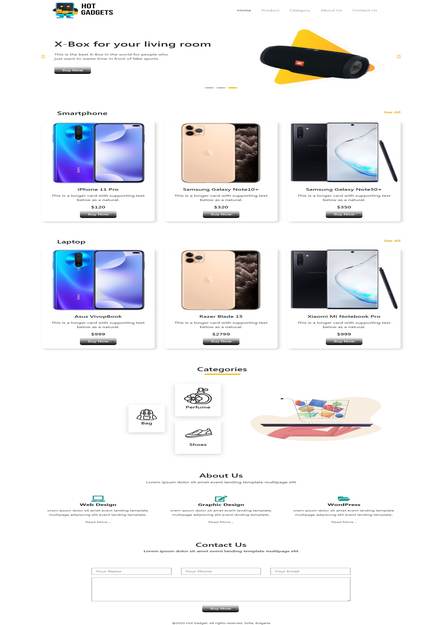 HOT
GADGETS
Home Product Category About Us Contact Us
X-Box for your living room
This is the best X-Box in the world for people who
just want to waste time in front of fake sports
Buy Now
Smartphone
See All
iPhone 11 Pro
Samsung Galaxy Note10+
Samsung Galaxy Note30+
This is a longer card with supporting text
below as a natural.
This is a longer card with supporting text
below as a natural.
This is a longer card with supporting text
below as a natural.
$120
$320
$350
Buy Now
Buy Now
Buy Now
Laptop
See All
Asus VivopBook
Razer Blade 15
Xiaomi Mi Notebook Pro
This is a longer card with supporting text
below as a natural.
This is a longer card with supporting text
below as a natural.
This is a longer card with supporting text
below as a natural.
$999
$2799
$999
Buy Now
Buy Now
Buy Now
Categories
Perfume
Bag
Shoes
About Us
Lorem ipsum dolor sit amet event landing template multipage elit
Web Design
Graphic Design
WordPress
Lorem ipsum dolor sit amet event landing template,
multipage adipisicing elit event landing template.
Lorem ipsum dolor sit amet event landing template,
multipage adipisicing elit event landing template.
Lorem ipsum dolor sit amet event landing template,
multipage adipisicing elit event landing template.
Read More...
Read More...
Read More...
Contact Us
Lorem ipsum dolor sit amet event landing template multipage elit
Your Name
Your Phone
Your Email
Buy Now
©2020 Hot Gadget. All rights reserved.